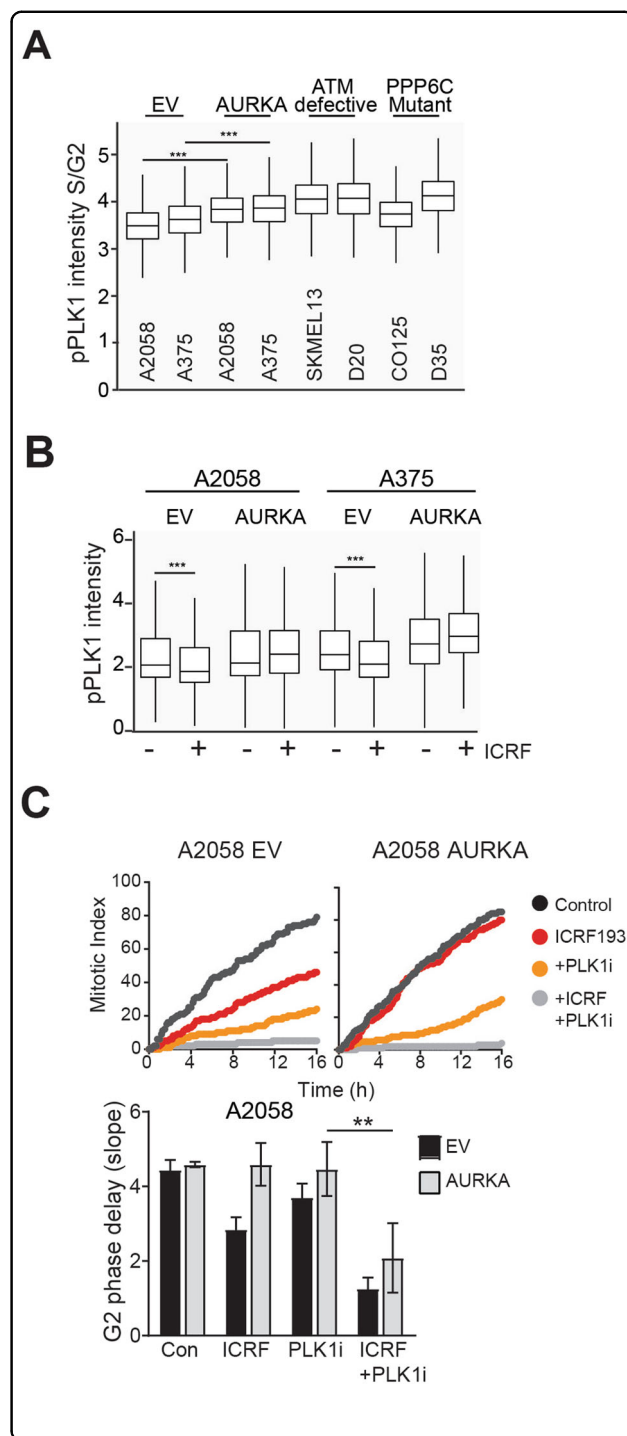 A
EV AURKA ATM defective PPP6C Mutant
*** ***
pPLK1 intensity S/G2
5
4
3
2
1
0
A2058 A375 A2058 A375 SKMEL13 D20 CO125 D35
B
A2058 A375
EV AURKA EV AURKA
*** ***
pPLK1 intensity
6
4
2
0
- + - + - + - + ICRF
C
A2058 EV A2058 AURKA
Mitotic Index
100
80
60
40
20
0
0 4 8 12 16 0 4 8 12 16
Time (h)
Control
ICRF193
+PLK1i
+ICRF
+PLK1i
A2058
G2 phase delay (slope)
6
4
2
0
**
EV
AURKA
Con ICRF PLK1i ICRF
+PLK1i